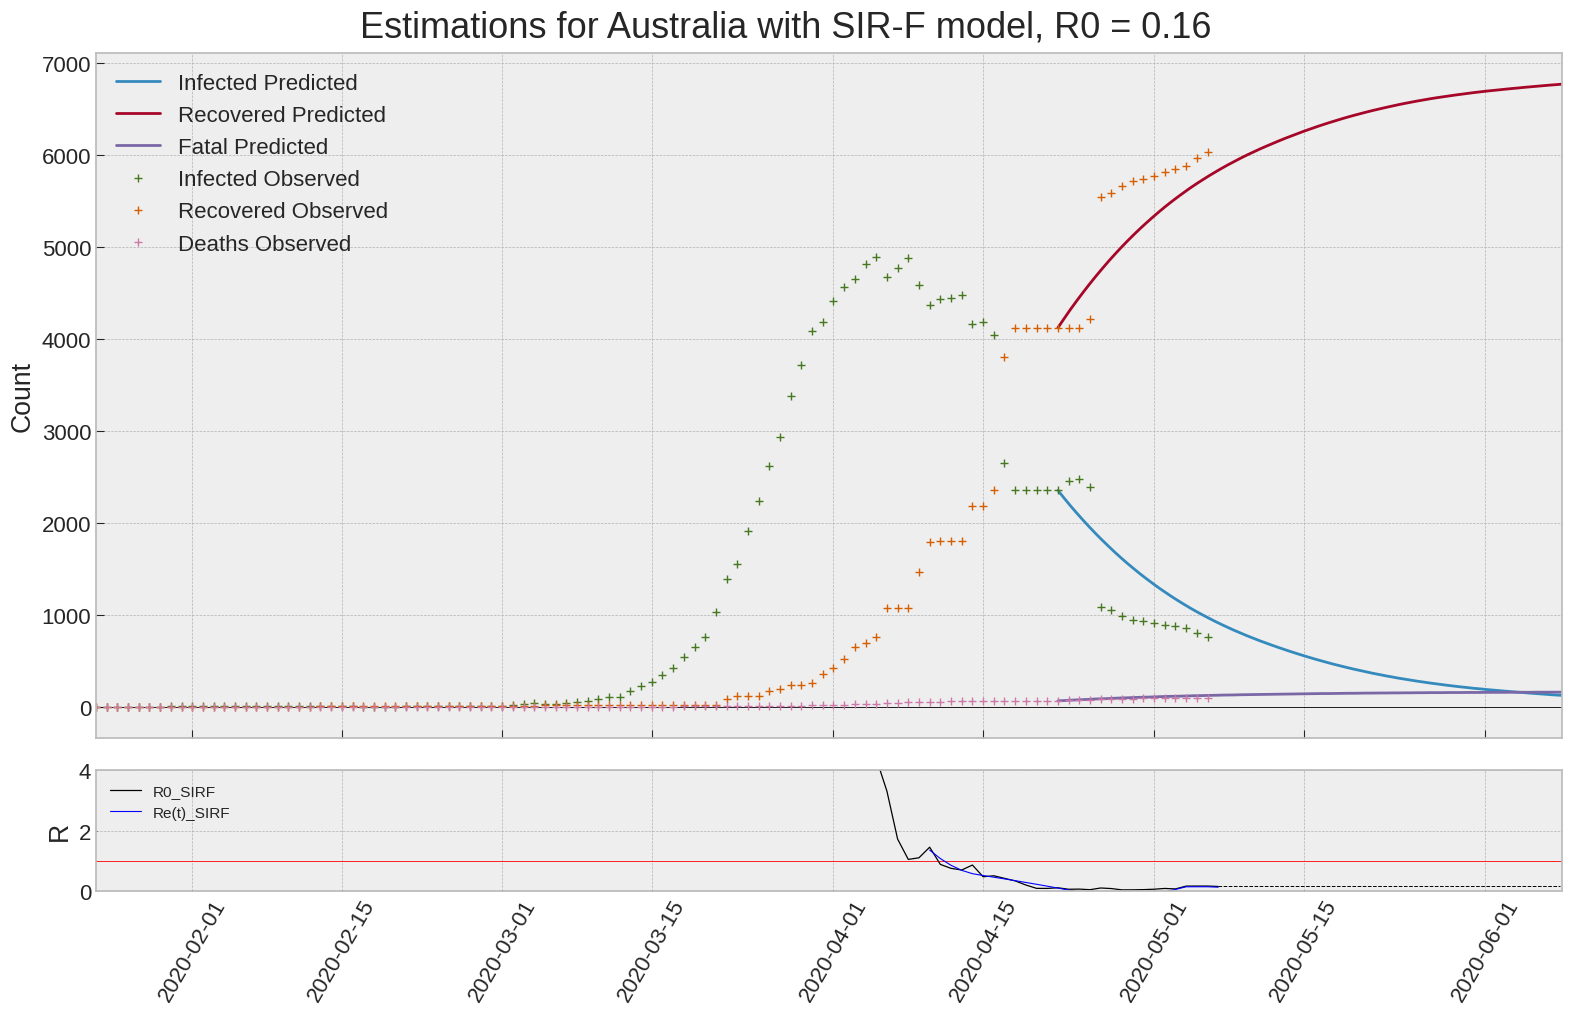 Estimations for Australia with SIR-F model, R0 = 0.16
7000
6000
5000
4000
3000
2000
1000
0
Count
Infected Predicted
Recovered Predicted
Fatal Predicted
Infected Observed
Recovered Observed
Deaths Observed
4
2
0
R
R0_SIRF
Re(t)_SIRF
2020-02-01
2020-02-15
2020-03-01
2020-03-15
2020-04-01
2020-04-15
2020-05-01
2020-05-15
2020-06-01